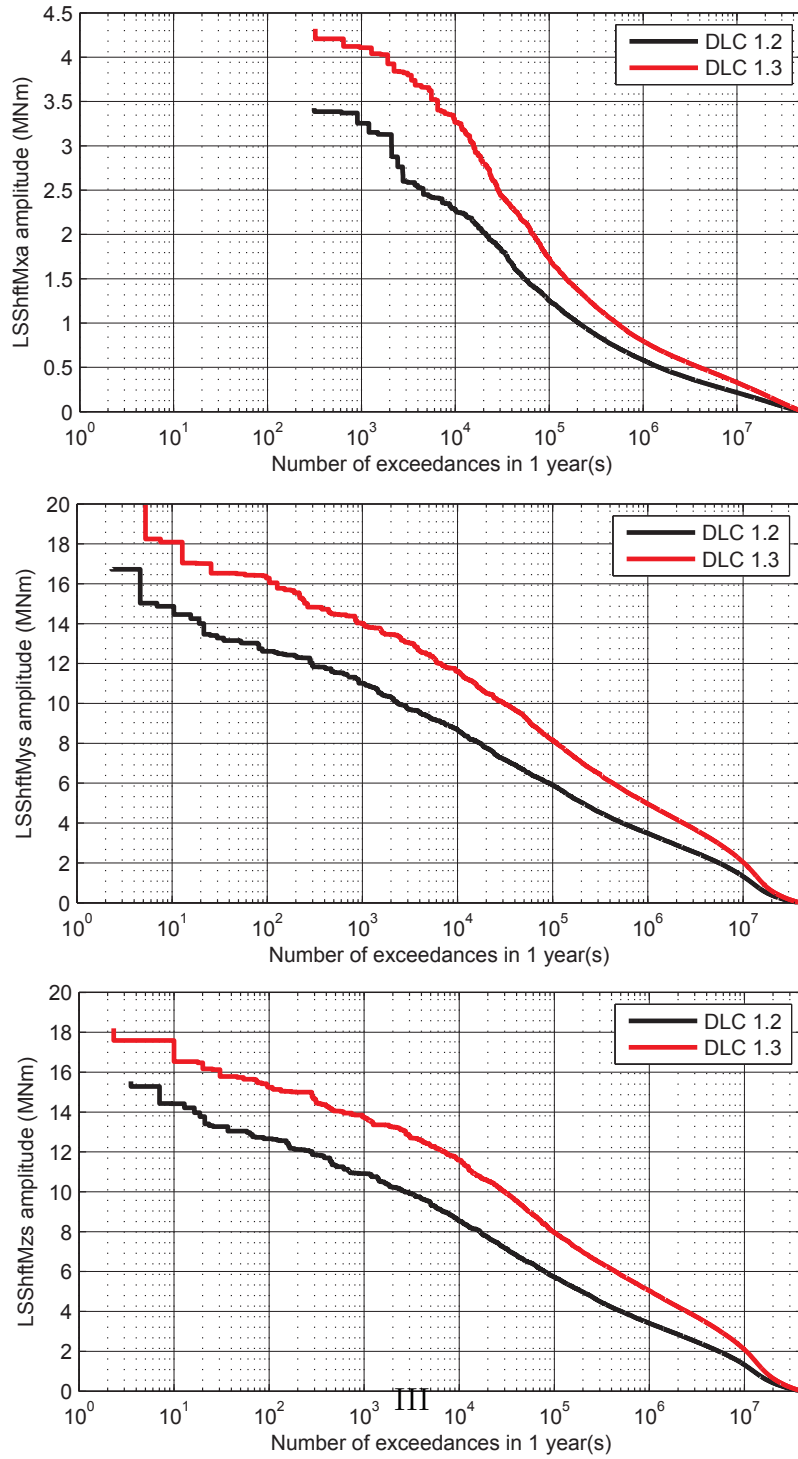 4.5
4
3.5
3
2.5
2
1.5
1
0.5
0
LSShftMxa amplitude (MNm)
DLC 1.2
DLC 1.3
10^0 10^1 10^2 10^3 10^4 10^5 10^6 10^7
Number of exceedances in 1 year(s)
20
18
16
14
12
10
8
6
4
2
0
LSShftMys amplitude (MNm)
DLC 1.2
DLC 1.3
10^0 10^1 10^2 10^3 10^4 10^5 10^6 10^7
Number of exceedances in 1 year(s)
20
18
16
14
12
10
8
6
4
2
0
LSShftMzs amplitude (MNm)
DLC 1.2
DLC 1.3
10^0 10^1 10^2 10^3 10^4 10^5 10^6 10^7
III
Number of exceedances in 1 year(s)